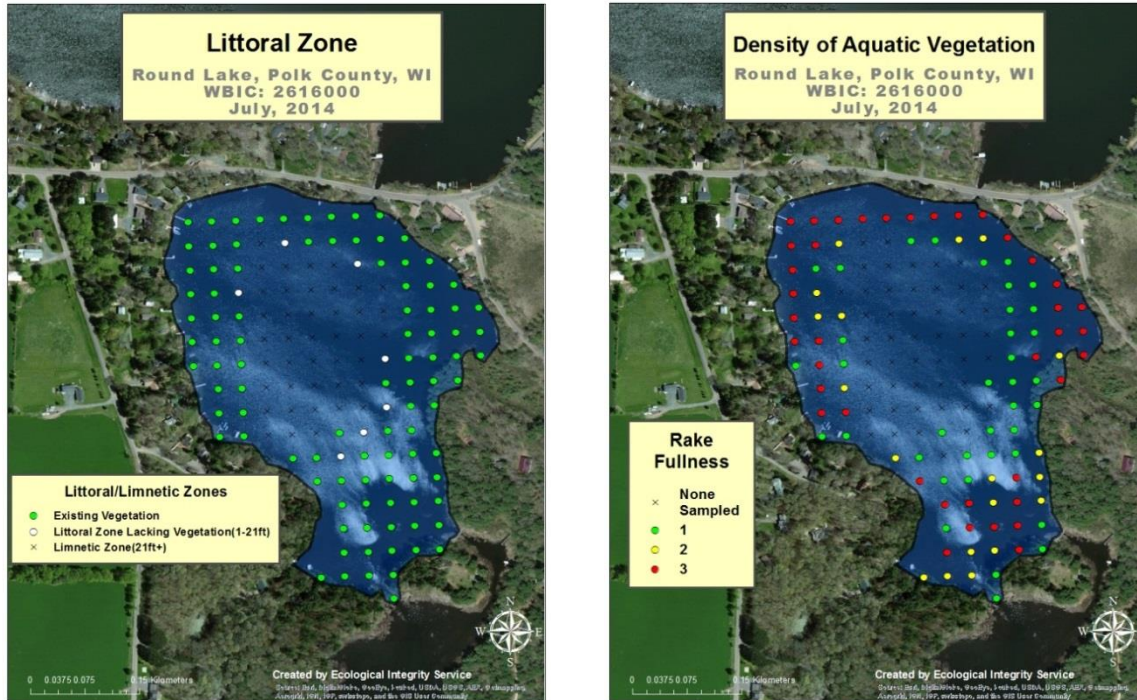 Littoral Zone
Round Lake, Polk County, WI
WBIC: 2616000
July, 2014
Littoral/Limnetic Zones
Existing Vegetation
Littoral Zone Lacking Vegetation(1-21ft)
Limnetic Zone(21ft+)
0 0.0375 0.075 0.15 Kilometers
N
W E
S
Created by Ecological Integrity Service
Density of Aquatic Vegetation
Round Lake, Polk County, WI
WBIC: 2616000
July, 2014
Rake
Fullness
None
Sampled
1
2
3
0 0.0375 0.075 0.15 Kilometers
N
W E
S
Created by Ecological Integrity Service